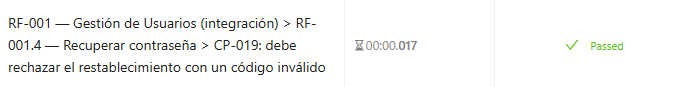 RF-001 — Gestión de Usuarios (integración) > RF-
001.4 — Recuperar contraseña > CP-019: debe
rechazar el restablecimiento con un código inválido
00:00.017
Passed